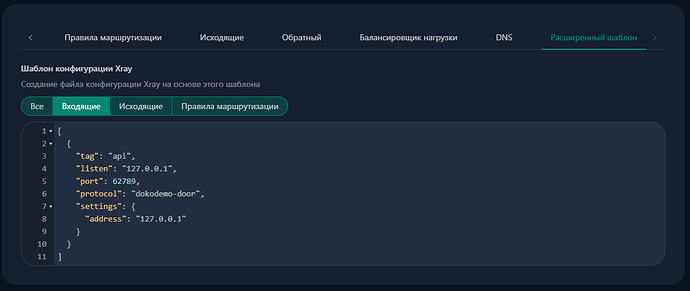 Правила маршрутизации Исходящие Обратный Балансировщик нагрузки DNS Расширенный шаблон
Шаблон конфигурации Xray
Создание файла конфигурации Xray на основе этого шаблона
Все Входящие Исходящие Правила маршрутизации
1 [
2 {
3 "tag": "api",
4 "listen": "127.0.0.1",
5 "port": 62789,
6 "protocol": "dokodemo-door",
7 "settings": {
8 "address": "127.0.0.1"
9 }
10 }
11 ]